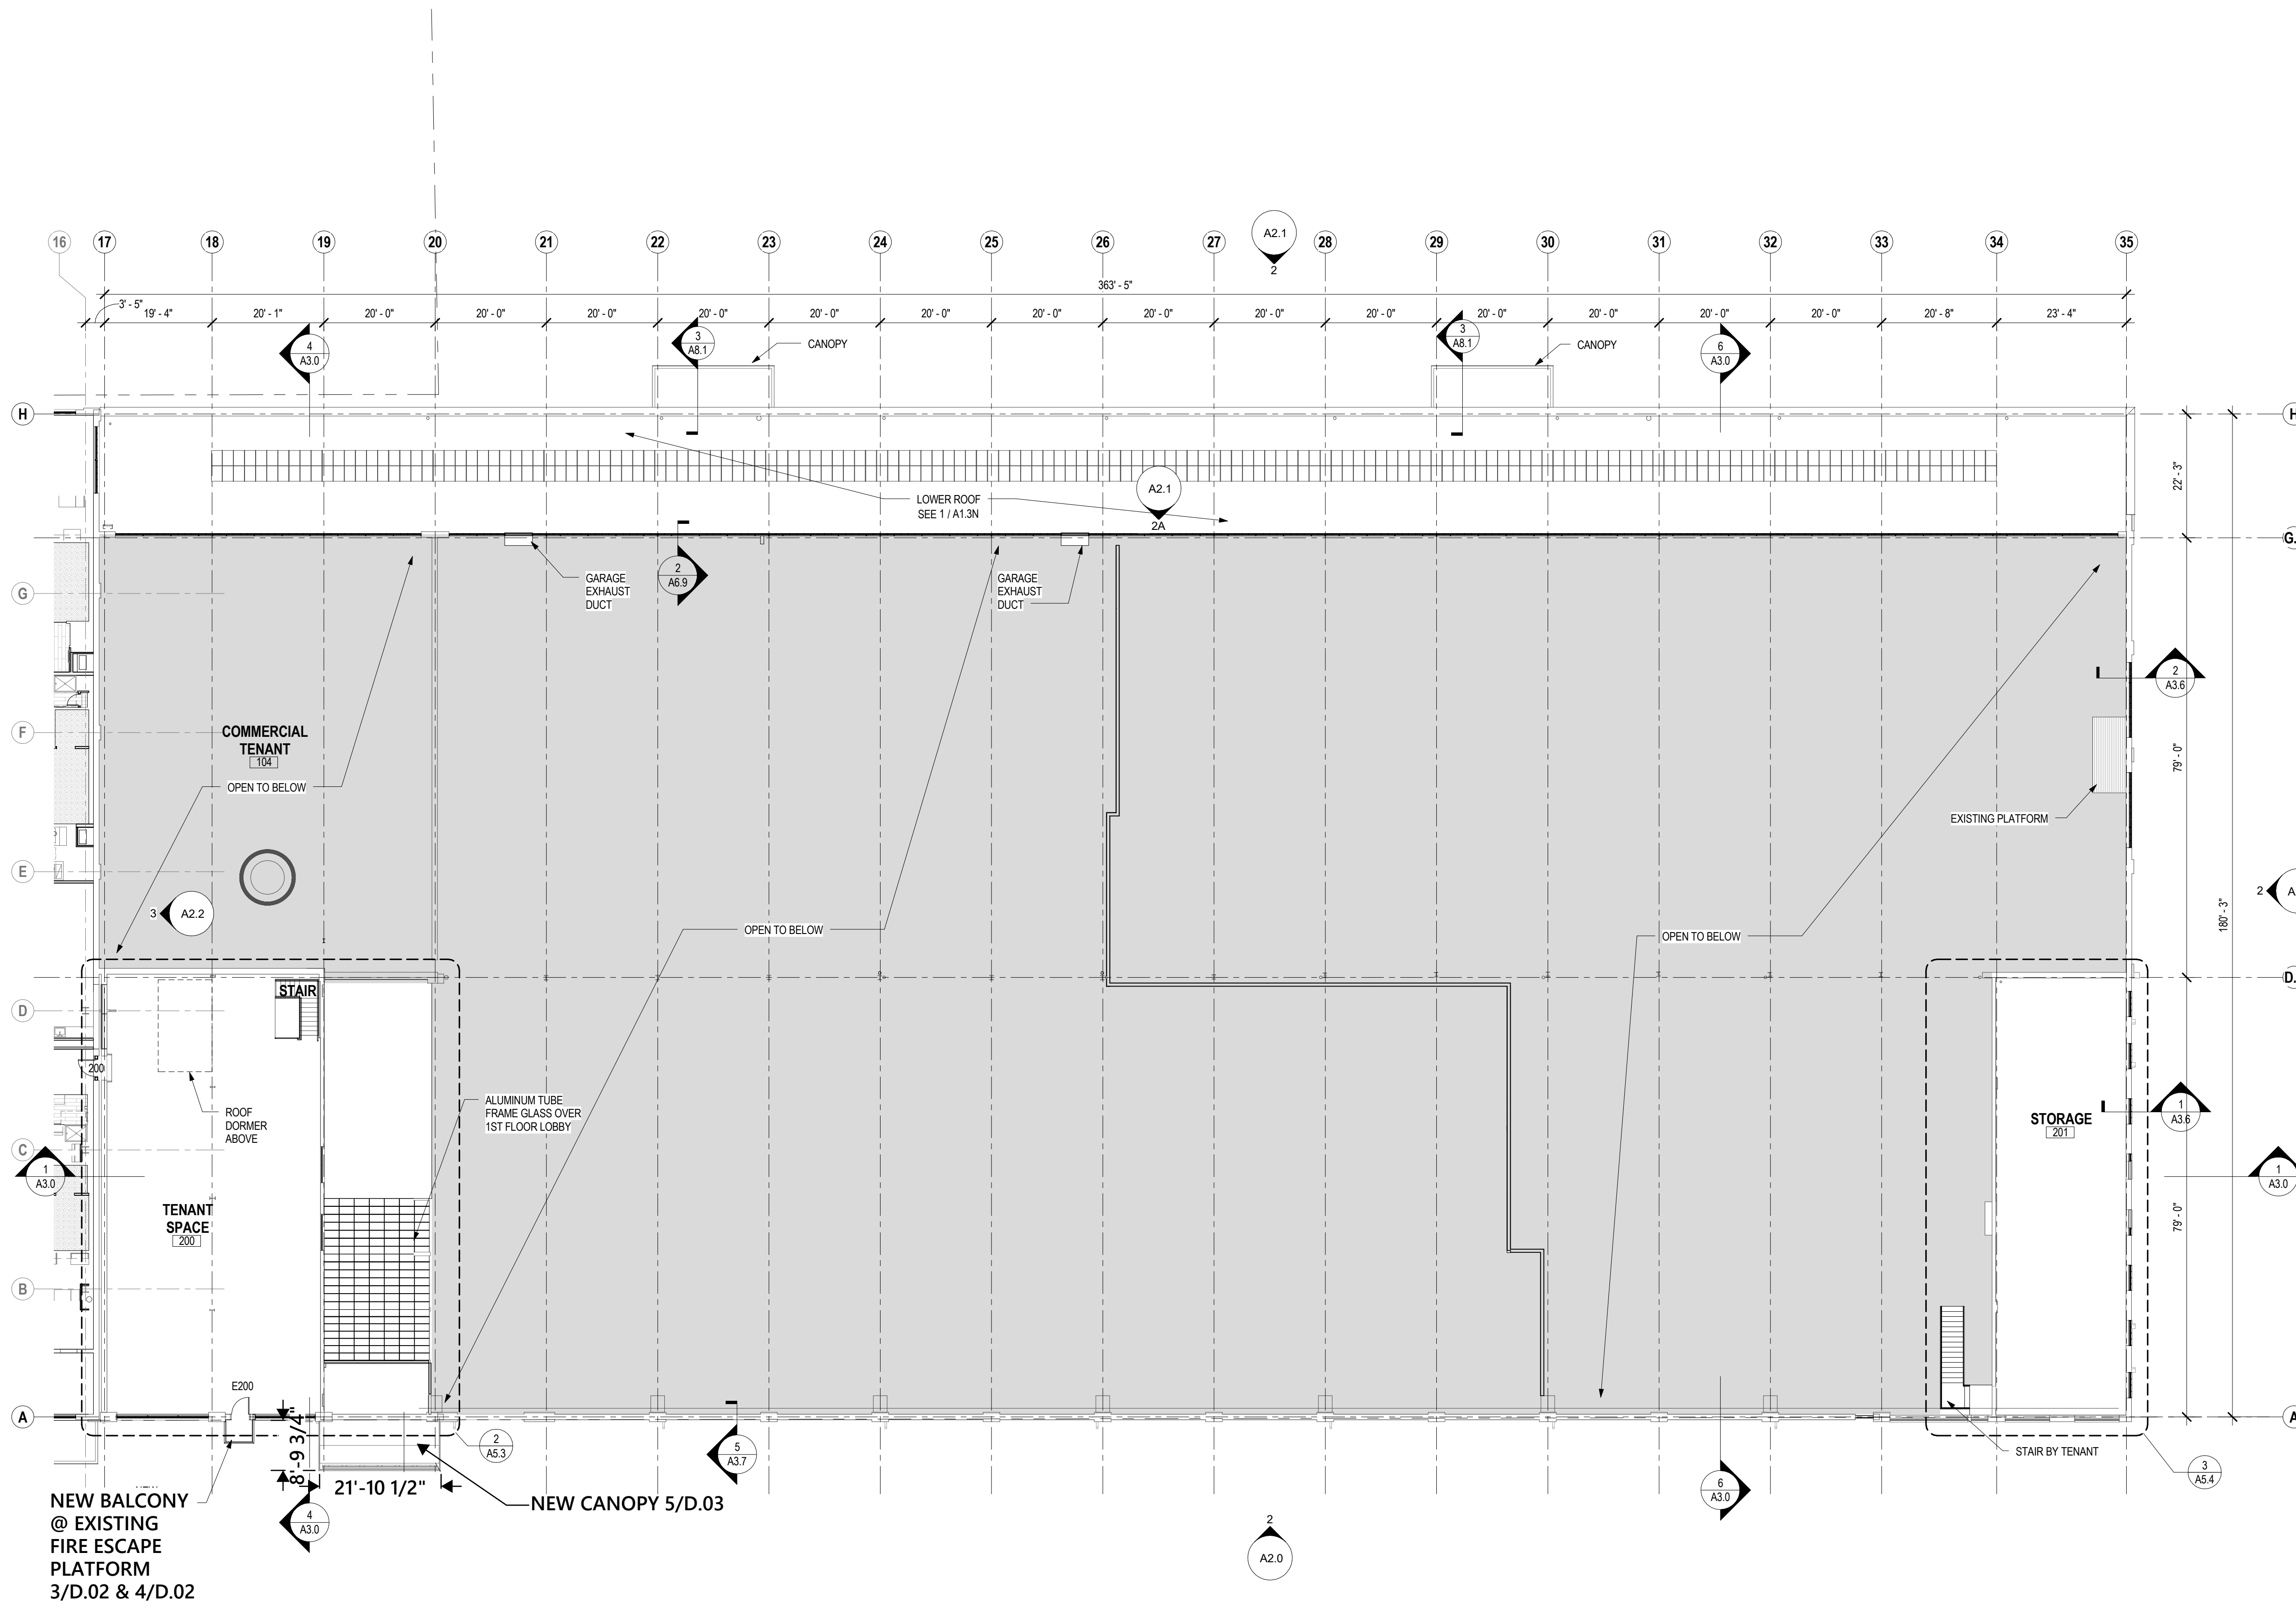 A2.1
2
16
17
18
19
20
21
22
23
24
25
26
27
28
29
30
31
32
33
34
35
363' - 5"
3' - 5"
19' - 4"
20' - 1"
20' - 0"
20' - 0"
20' - 0"
20' - 0"
20' - 0"
20' - 0"
20' - 0"
20' - 0"
20' - 0"
20' - 0"
20' - 0"
20' - 0"
20' - 0"
20' - 0"
20' - 8"
23' - 4"
4
A3.0
3
A8.1
CANOPY
3
A8.1
CANOPY
6
A3.0
H
H
22' - 3"
A2.1
2A
LOWER ROOF
SEE 1 / A1.3N
G.
GARAGE
EXHAUST
DUCT
2
A6.9
GARAGE
EXHAUST
DUCT
G
2
A3.6
F
COMMERCIAL
TENANT
104
79' - 0"
OPEN TO BELOW
EXISTING PLATFORM
E
3
A2.2
2
180' - 3"
OPEN TO BELOW
OPEN TO BELOW
D.
STAIR
D
200
ROOF
DORMER
ABOVE
ALUMINUM TUBE
FRAME GLASS OVER
1ST FLOOR LOBBY
STORAGE
201
1
A3.6
C
1
A3.0
1
A3.0
TENANT
SPACE
200
79' - 0"
B
E200
A
A
8'-9 3/4"
2
A5.3
5
A3.7
STAIR BY TENANT
3
A5.4
21'-10 1/2"
NEW CANOPY 5/D.03
6
A3.0
NEW BALCONY
@ EXISTING
FIRE ESCAPE
PLATFORM
3/D.02 & 4/D.02
4
A3.0
2
A2.0